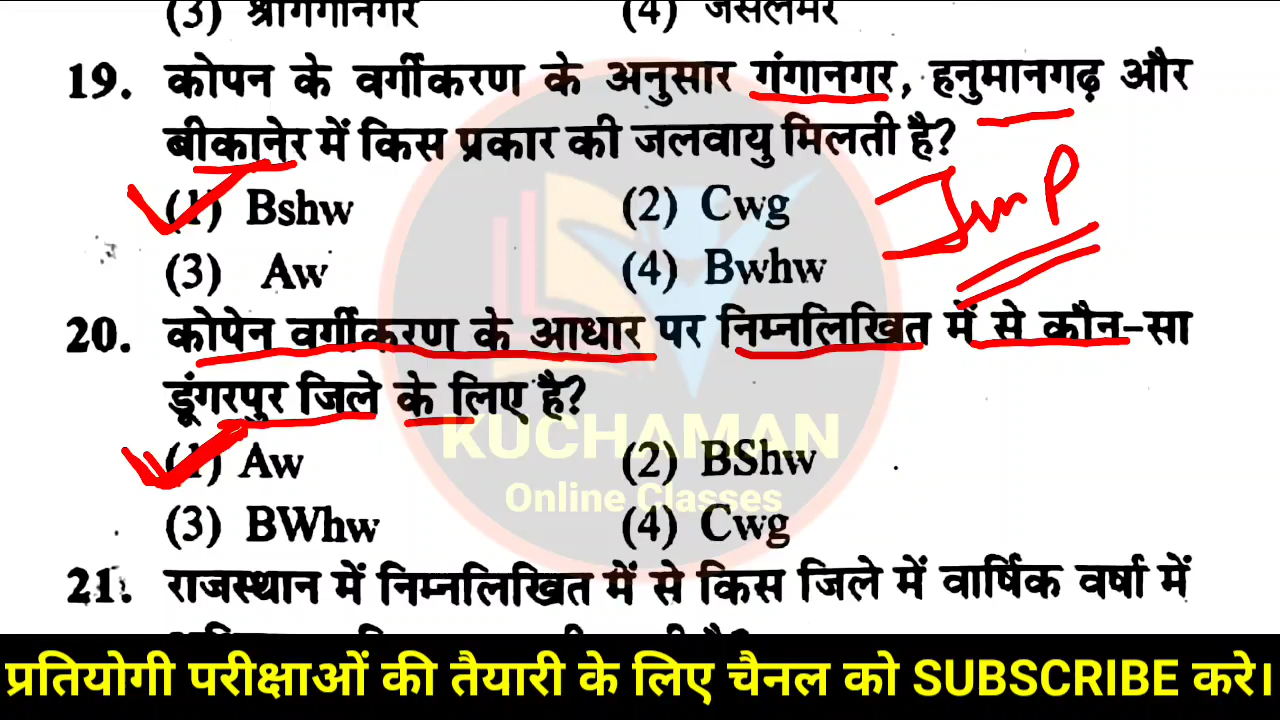 (3) श्रीगंगानगर (4) जैसलमेर
19. कोपन के वर्गीकरण के अनुसार गंगानगर, हनुमानगढ़ और
बीकानेर में किस प्रकार की जलवायु मिलती है?
(1) Bshw (2) Cwg
Imp
(3) Aw (4) Bwhw
20. कोपेन वर्गीकरण के आधार पर निम्नलिखित में से कौन-सा
डूंगरपुर जिले के लिए है?
KUCHAMAN
(1) Aw (2) BShw
Online Classes
(3) BWhw (4) Cwg
21. राजस्थान में निम्नलिखित में से किस जिले में वार्षिक वर्षा में
प्रतियोगी परीक्षाओं की तैयारी के लिए चैनल को SUBSCRIBE करे।